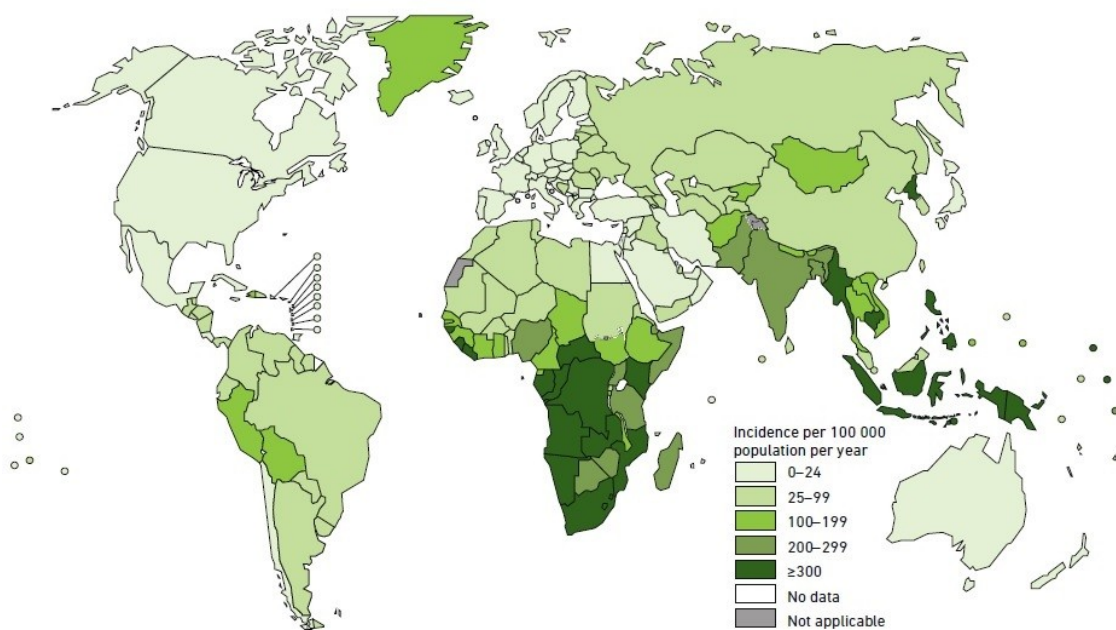 Incidence per 100 000
population per year
0–24
25–99
100–199
200–299
≥300
No data
Not applicable